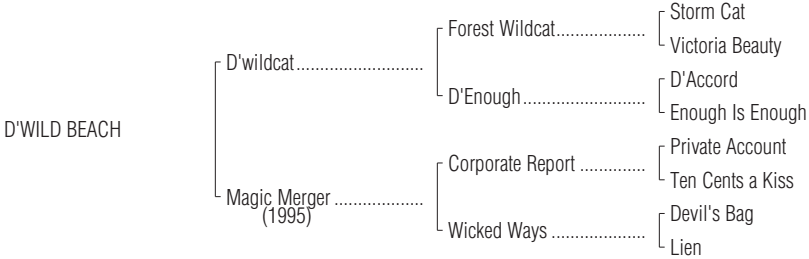 Storm Cat
Forest Wildcat....................
Victoria Beauty
D'wildcat...........................
D'Accord
D'Enough..........................
Enough Is Enough
D'WILD BEACH
Private Account
Corporate Report ..............
Ten Cents a Kiss
Magic Merger ...................
(1995)
Devil's Bag
Wicked Ways ....................
Lien